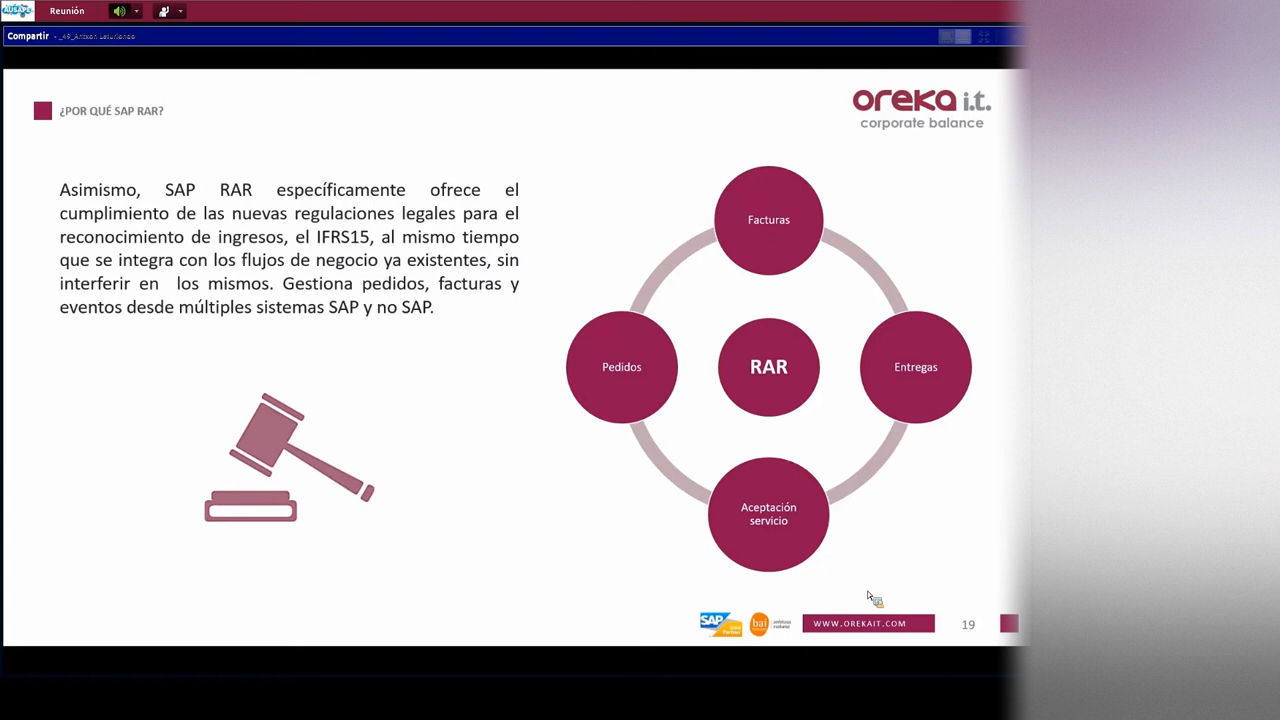 Reunión
Compartir - _49_Antxon Leturiondo
¿POR QUÉ SAP RAR?
oreka i.t.
corporate balance
Asimismo, SAP RAR específicamente ofrece el
cumplimiento de las nuevas regulaciones legales para el
reconocimiento de ingresos, el IFRS15, al mismo tiempo
que se integra con los flujos de negocio ya existentes, sin
interferir en los mismos. Gestiona pedidos, facturas y
eventos desde múltiples sistemas SAP y no SAP.
Facturas
Pedidos
RAR
Entregas
Aceptación
servicio
SAP
bai
WWW.OREKAIT.COM
19